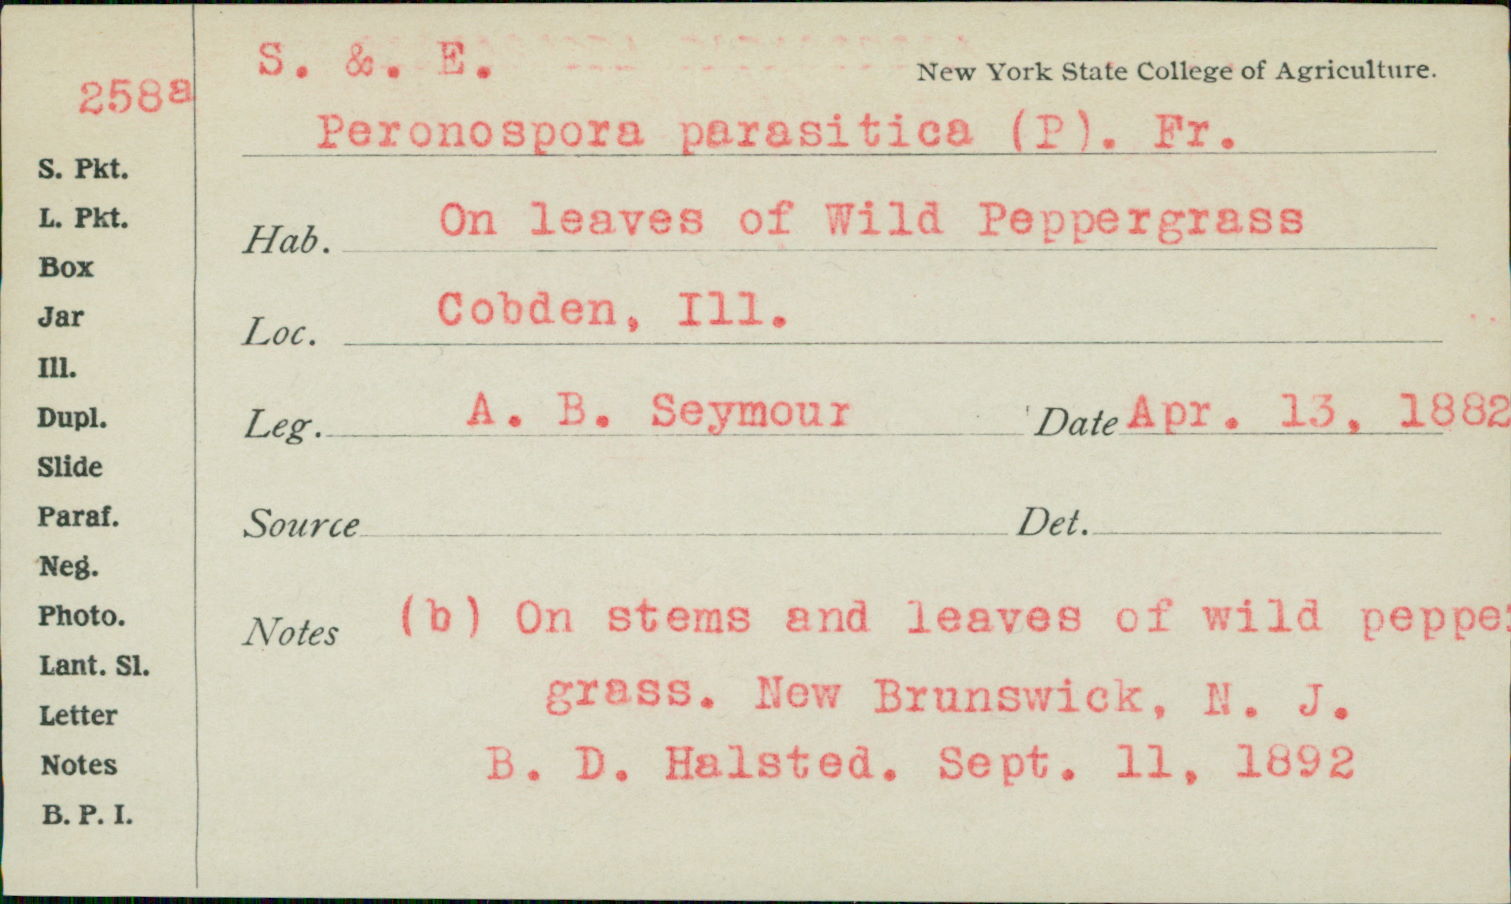 S. &. E.
New York State College of Agriculture.
258a
Peronospora parasitica (P). Fr.
S. Pkt.
L. Pkt.
Hab. On leaves of Wild Peppergrass
Box
Jar
Loc. Cobden, Ill.
Ill.
Dupl.
Leg. A. B. Seymour Date Apr. 13, 1882
Slide
Paraf.
Source Det.
Neg.
Photo.
Notes (b) On stems and leaves of wild pepper
Lant. Sl.
grass. New Brunswick, N. J.
Letter
Notes
B. D. Halsted. Sept. 11, 1892
B. P. I.